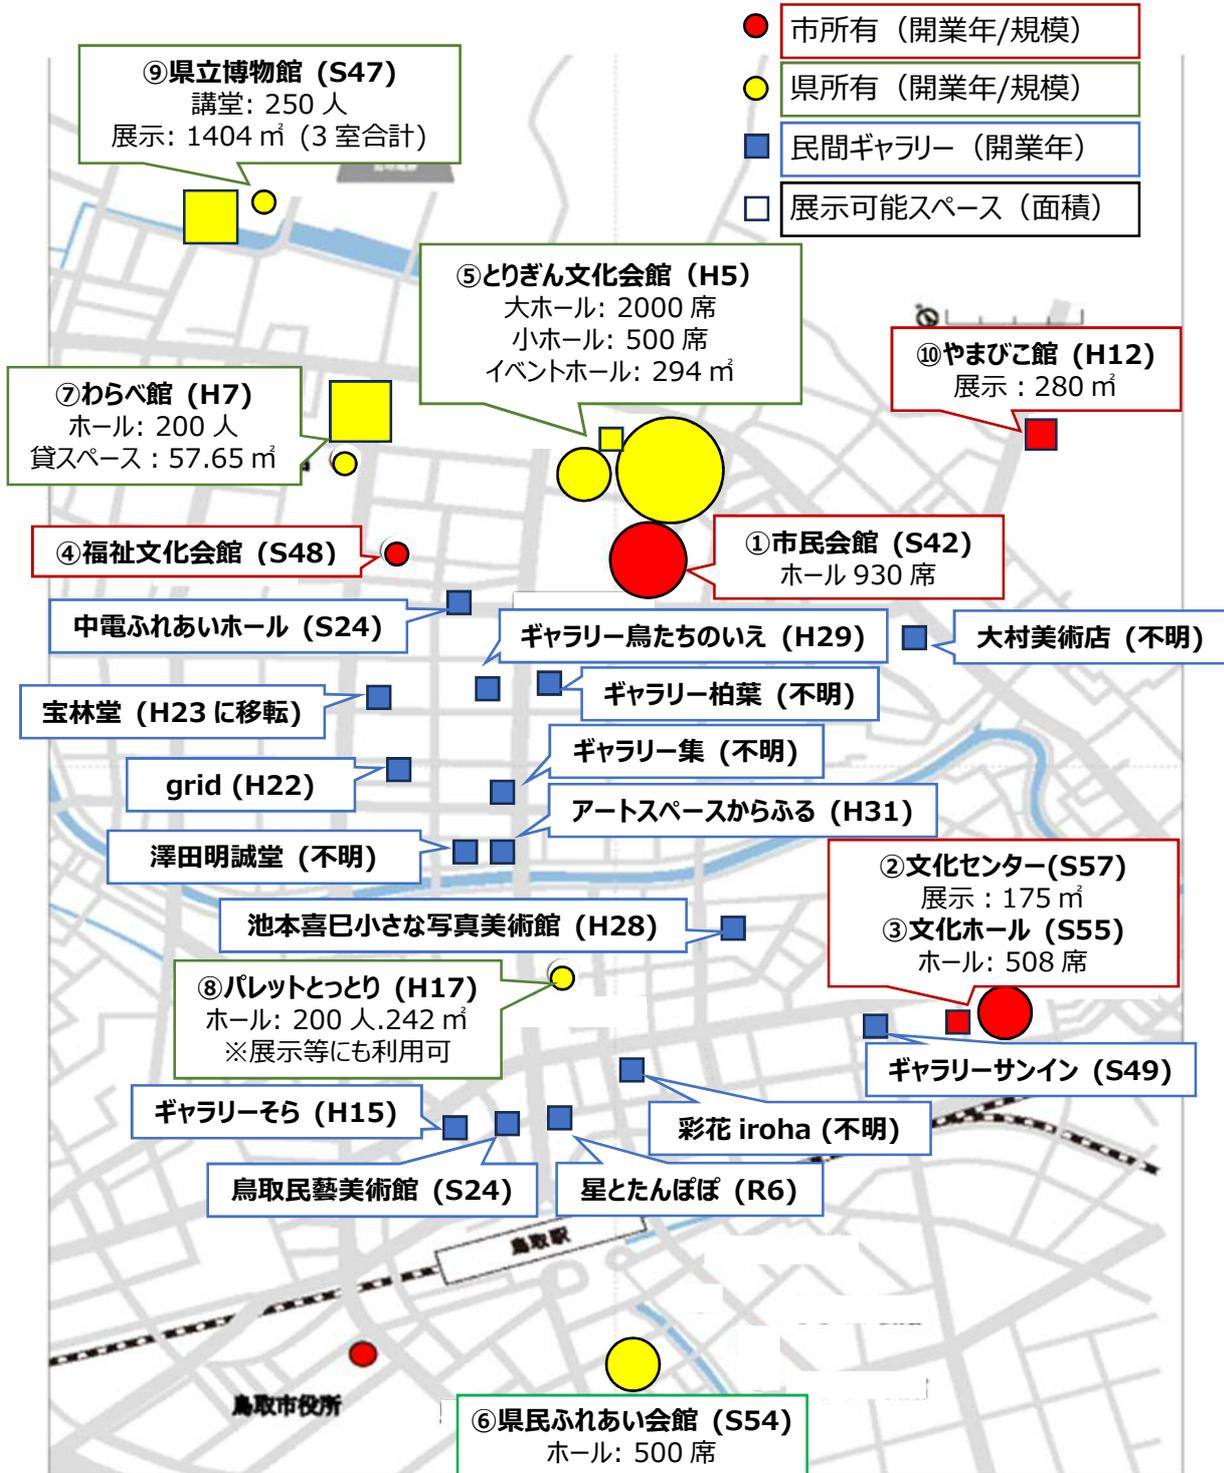 市所有（開業年/規模）
県所有（開業年/規模）
民間ギャラリー（開業年）
展示可能スペース（面積）
⑨県立博物館 (S47)
講堂: 250 人
展示: 1404 ㎡ (3 室合計)
⑤とりぎん文化会館（H5）
大ホール: 2000 席
小ホール: 500 席
イベントホール: 294 ㎡
⑩やまびこ館 (H12)
展示：280 ㎡
⑦わらべ館 (H7)
ホール: 200 人
貸スペース：57.65 ㎡
④福祉文化会館 (S48)
①市民会館 (S42)
ホール 930 席
中電ふれあいホール (S24)
ギャラリー鳥たちのいえ (H29)
大村美術店 (不明)
宝林堂 (H23 に移転)
ギャラリー柏葉 (不明)
ギャラリー集 (不明)
grid (H22)
アートスペースからふる (H31)
澤田明誠堂 (不明)
②文化センター(S57)
展示：175 ㎡
③文化ホール (S55)
ホール: 508 席
池本喜巳小さな写真美術館 (H28)
⑧パレットとっとり (H17)
ホール: 200 人.242 ㎡
※展示等にも利用可
ギャラリーサンイン (S49)
ギャラリーそら (H15)
彩花 iroha (不明)
鳥取民藝美術館 (S24)
星とたんぽぽ (R6)
鳥取駅
鳥取市役所
⑥県民ふれあい会館 (S54)
ホール: 500 席